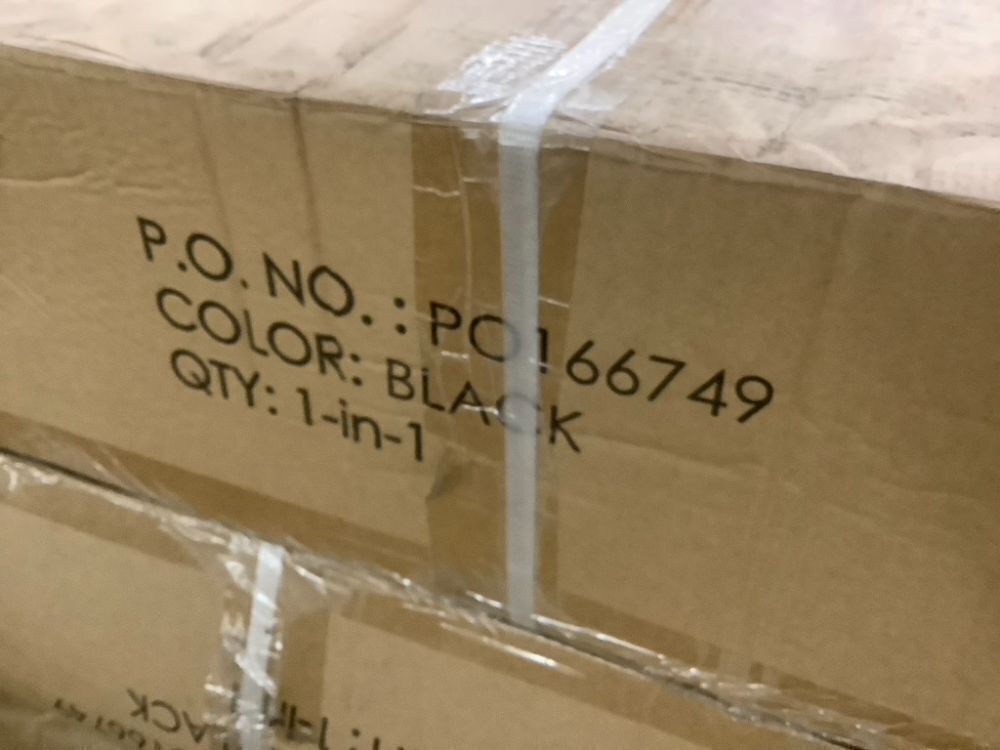 P.O. NO. : PO166749
COLOR: BLACK
QTY: 1-in-1